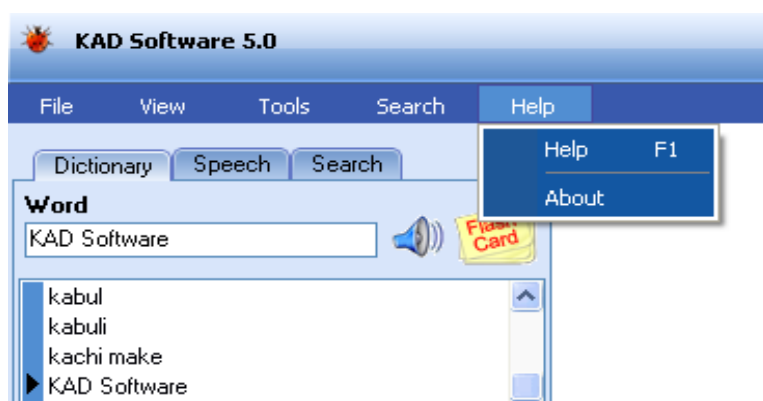 KAD Software 5.0
File View Tools Search Help
Help F1
Dictionary Speech Search
About
Word
KAD Software
Flash
Card
kabul
kabuli
kachi make
KAD Software